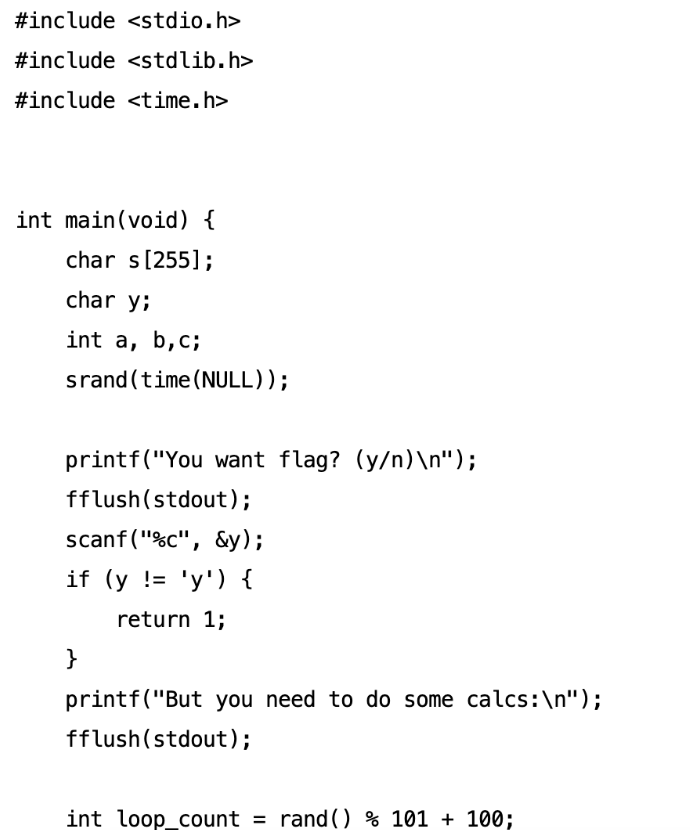 #include <stdio.h>
#include <stdlib.h>
#include <time.h>
int main(void) {
    char s[255];
    char y;
    int a, b,c;
    srand(time(NULL));
    printf("You want flag? (y/n)\n");
    fflush(stdout);
    scanf("%c", &y);
    if (y != 'y') {
        return 1;
    }
    printf("But you need to do some calcs:\n");
    fflush(stdout);
    int loop_count = rand() % 101 + 100;